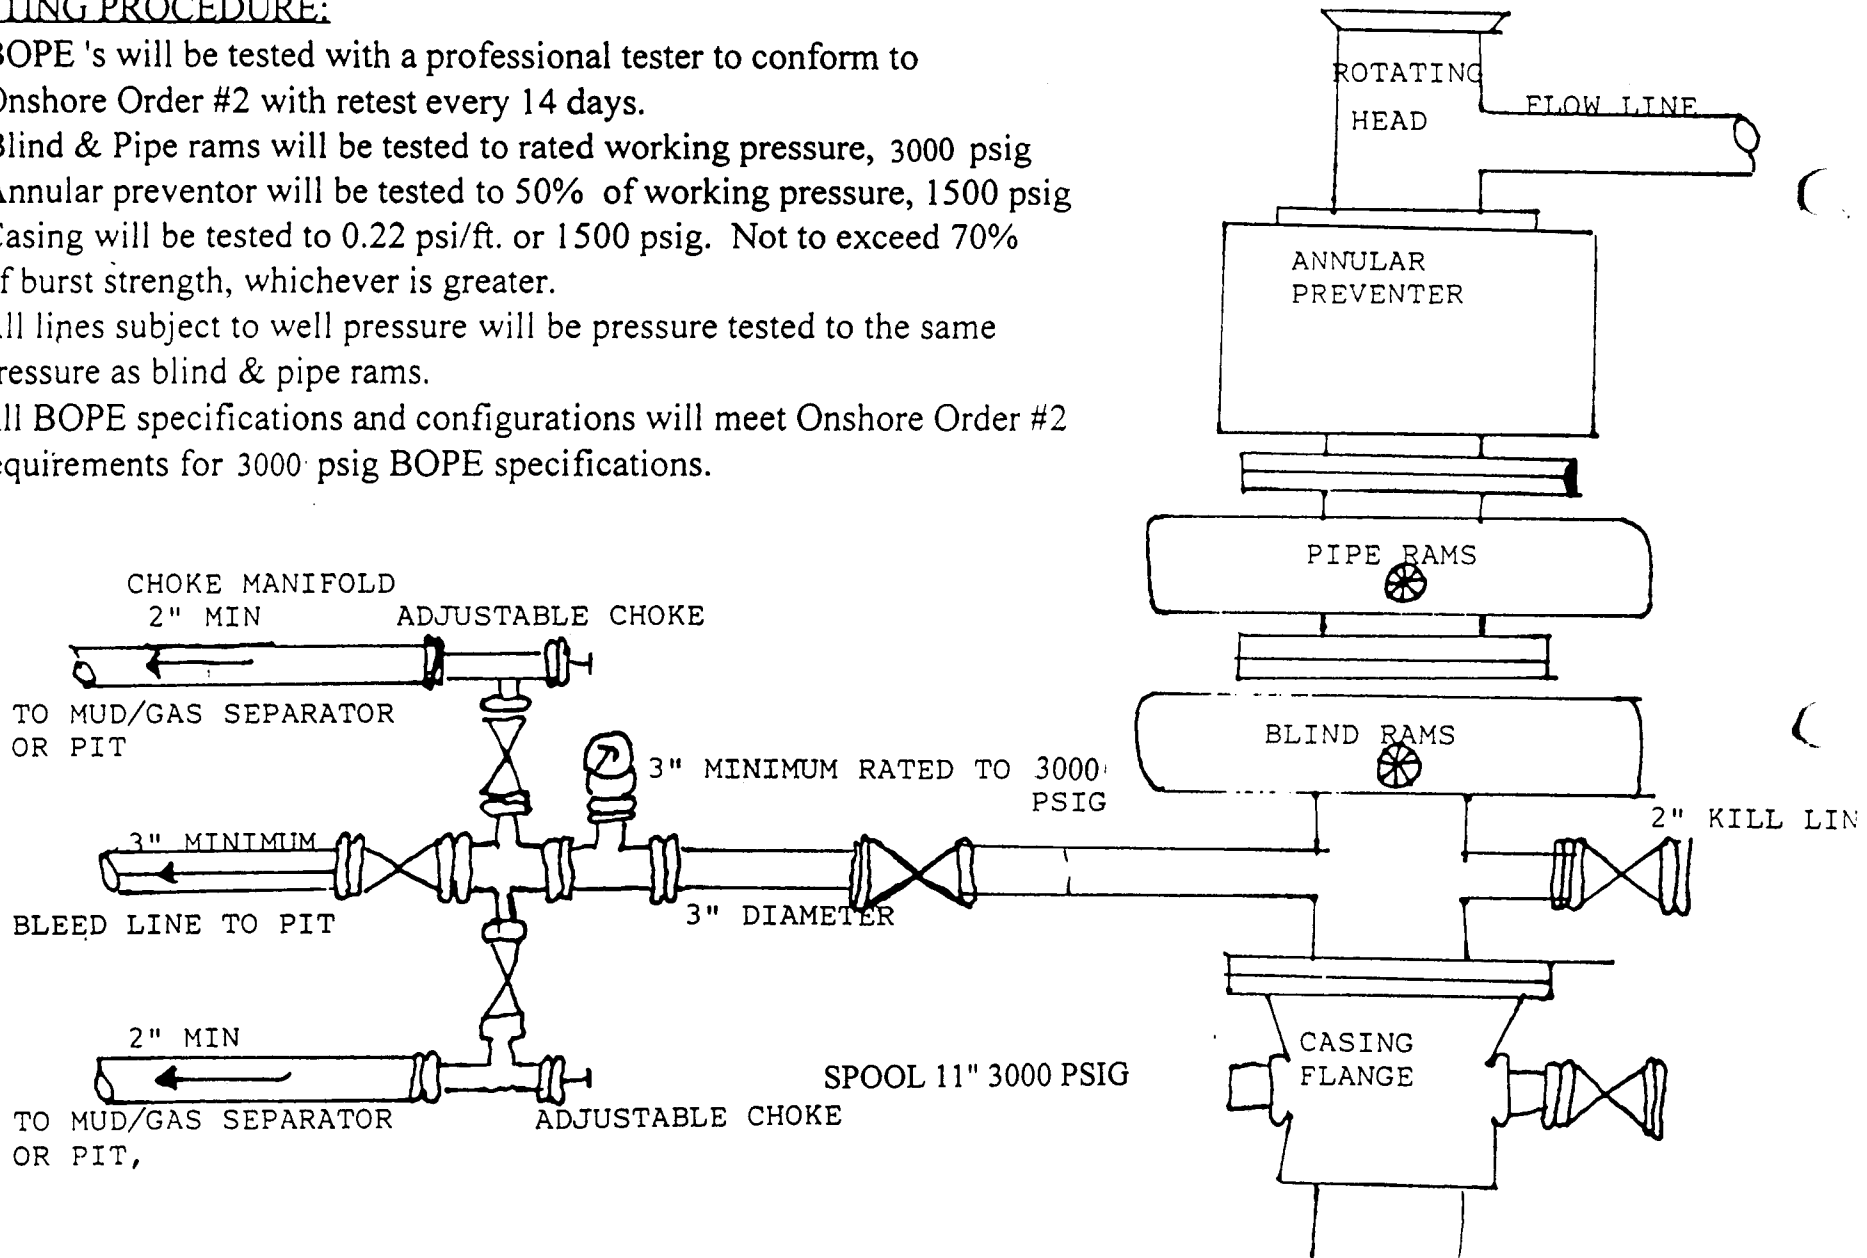 TING PROCEDURE:
BOPE 's will be tested with a professional tester to conform to
Onshore Order #2 with retest every 14 days.
Blind & Pipe rams will be tested to rated working pressure, 3000 psig
Annular preventor will be tested to 50% of working pressure, 1500 psig
Casing will be tested to 0.22 psi/ft. or 1500 psig. Not to exceed 70%
f burst strength, whichever is greater.
ll lines subject to well pressure will be pressure tested to the same
ressure as blind & pipe rams.
ll BOPE specifications and configurations will meet Onshore Order #2
equirements for 3000 psig BOPE specifications.
ROTATING
HEAD
FLOW LINE
ANNULAR
PREVENTER
PIPE RAMS
BLIND RAMS
2" KILL LIN
CHOKE MANIFOLD
2" MIN
ADJUSTABLE CHOKE
TO MUD/GAS SEPARATOR
OR PIT
3" MINIMUM RATED TO 3000
PSIG
3" MINIMUM
BLEED LINE TO PIT
3" DIAMETER
2" MIN
TO MUD/GAS SEPARATOR
OR PIT,
ADJUSTABLE CHOKE
SPOOL 11" 3000 PSIG
CASING
FLANGE